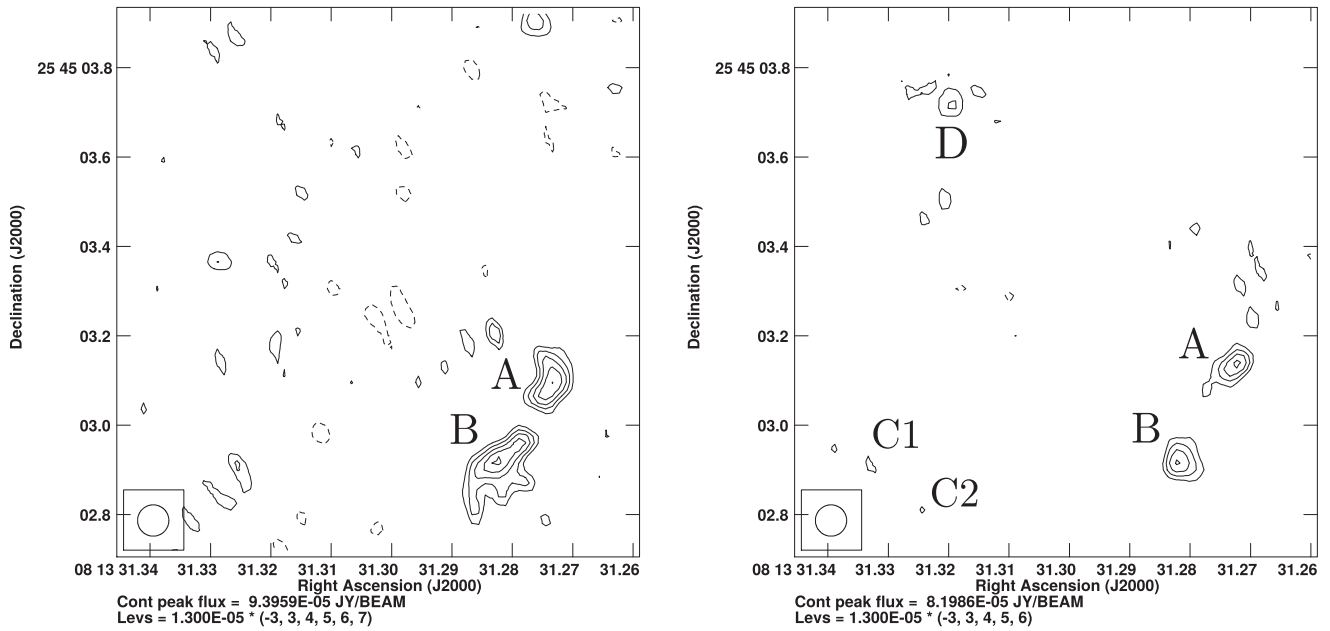 25 45 03.8
03.6
03.4
03.2
03.0
02.8
Declination (J2000)
A
B
08 13 31.34 31.33 31.32 31.31 31.30 31.29 31.28 31.27 31.26
Right Ascension (J2000)
Cont peak flux = 9.3959E-05 JY/BEAM
Levs = 1.300E-05 * (-3, 3, 4, 5, 6, 7)
25 45 03.8
03.6
03.4
03.2
03.0
02.8
Declination (J2000)
D
A
B
C1
C2
08 13 31.34 31.33 31.32 31.31 31.30 31.29 31.28 31.27 31.26
Right Ascension (J2000)
Cont peak flux = 8.1986E-05 JY/BEAM
Levs = 1.300E-05 * (-3, 3, 4, 5, 6)